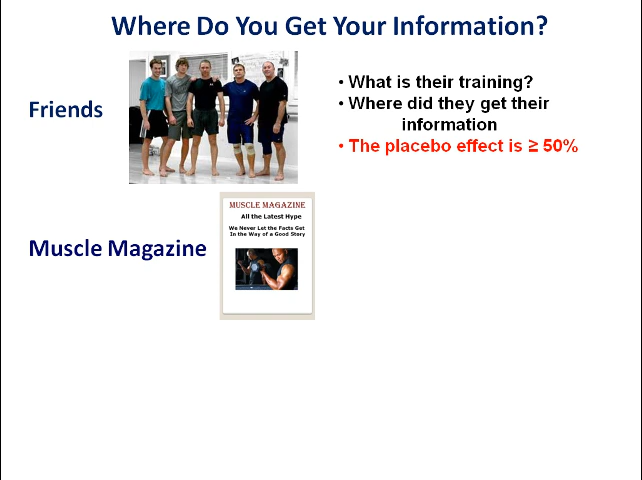 Where Do You Get Your Information?
Friends
• What is their training?
• Where did they get their
information
• The placebo effect is ≥ 50%
Muscle Magazine
MUSCLE MAGAZINE
All the Latest Hype
We Never Let the Facts Get
In the Way of a Good Story